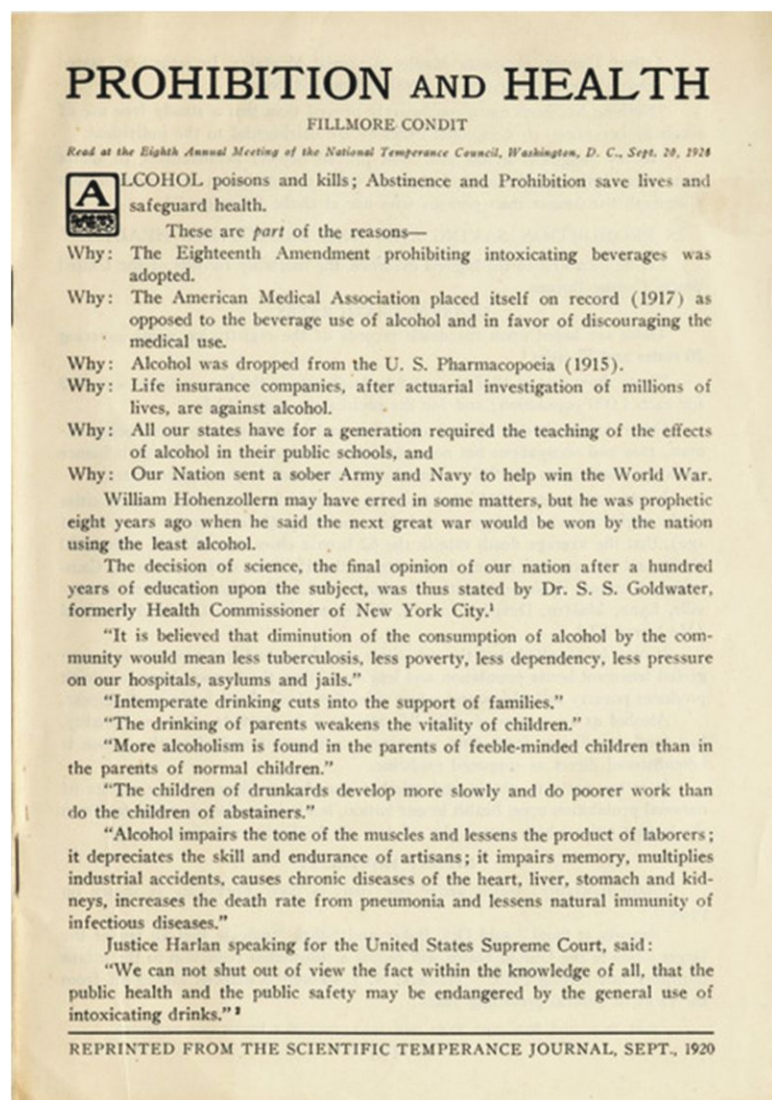 PROHIBITION AND HEALTH
FILLMORE CONDIT
Read at the Eighth Annual Meeting of the National Temperance Council, Washington, D. C., Sept. 20, 1920
ALCOHOL poisons and kills; Abstinence and Prohibition save lives and
safeguard health.
These are part of the reasons—
Why: The Eighteenth Amendment prohibiting intoxicating beverages was
adopted.
Why: The American Medical Association placed itself on record (1917) as
opposed to the beverage use of alcohol and in favor of discouraging the
medical use.
Why: Alcohol was dropped from the U. S. Pharmacopoeia (1915).
Why: Life insurance companies, after actuarial investigation of millions of
lives, are against alcohol.
Why: All our states have for a generation required the teaching of the effects
of alcohol in their public schools, and
Why: Our Nation sent a sober Army and Navy to help win the World War.
William Hohenzollern may have erred in some matters, but he was prophetic
eight years ago when he said the next great war would be won by the nation
using the least alcohol.
The decision of science, the final opinion of our nation after a hundred
years of education upon the subject, was thus stated by Dr. S. S. Goldwater,
formerly Health Commissioner of New York City.¹
"It is believed that diminution of the consumption of alcohol by the com-
munity would mean less tuberculosis, less poverty, less dependency, less pressure
on our hospitals, asylums and jails."
"Intemperate drinking cuts into the support of families."
"The drinking of parents weakens the vitality of children."
"More alcoholism is found in the parents of feeble-minded children than in
the parents of normal children."
"The children of drunkards develop more slowly and do poorer work than
do the children of abstainers."
"Alcohol impairs the tone of the muscles and lessens the product of laborers;
it depreciates the skill and endurance of artisans; it impairs memory, multiplies
industrial accidents, causes chronic diseases of the heart, liver, stomach and kid-
neys, increases the death rate from pneumonia and lessens natural immunity of
infectious diseases."
Justice Harlan speaking for the United States Supreme Court, said:
"We can not shut out of view the fact within the knowledge of all, that the
public health and the public safety may be endangered by the general use of
intoxicating drinks." ²
REPRINTED FROM THE SCIENTIFIC TEMPERANCE JOURNAL, SEPT., 1920